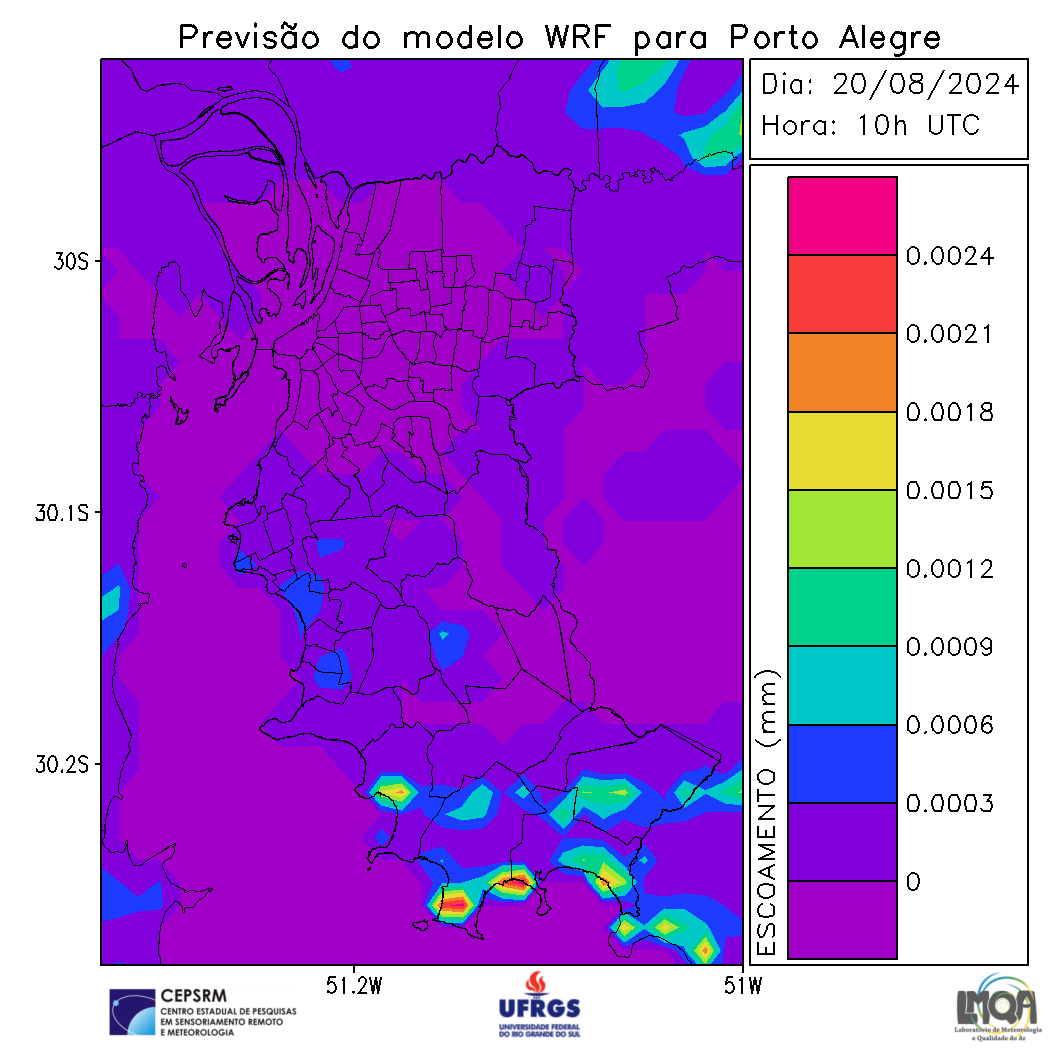 Previsão do modelo WRF para Porto Alegre
Dia: 20/08/2024
Hora: 10h UTC
30S
30.1S
30.2S
51.2W
51W
ESCOAMENTO (mm)
0.0024
0.0021
0.0018
0.0015
0.0012
0.0009
0.0006
0.0003
0
CEPSRM
CENTRO ESTADUAL DE PESQUISAS
EM SENSORIAMENTO REMOTO
E METEOROLOGIA
UFRGS
UNIVERSIDADE FEDERAL
DO RIO GRANDE DO SUL
LMQA
Laboratório de Meteorologia
e Qualidade do Ar